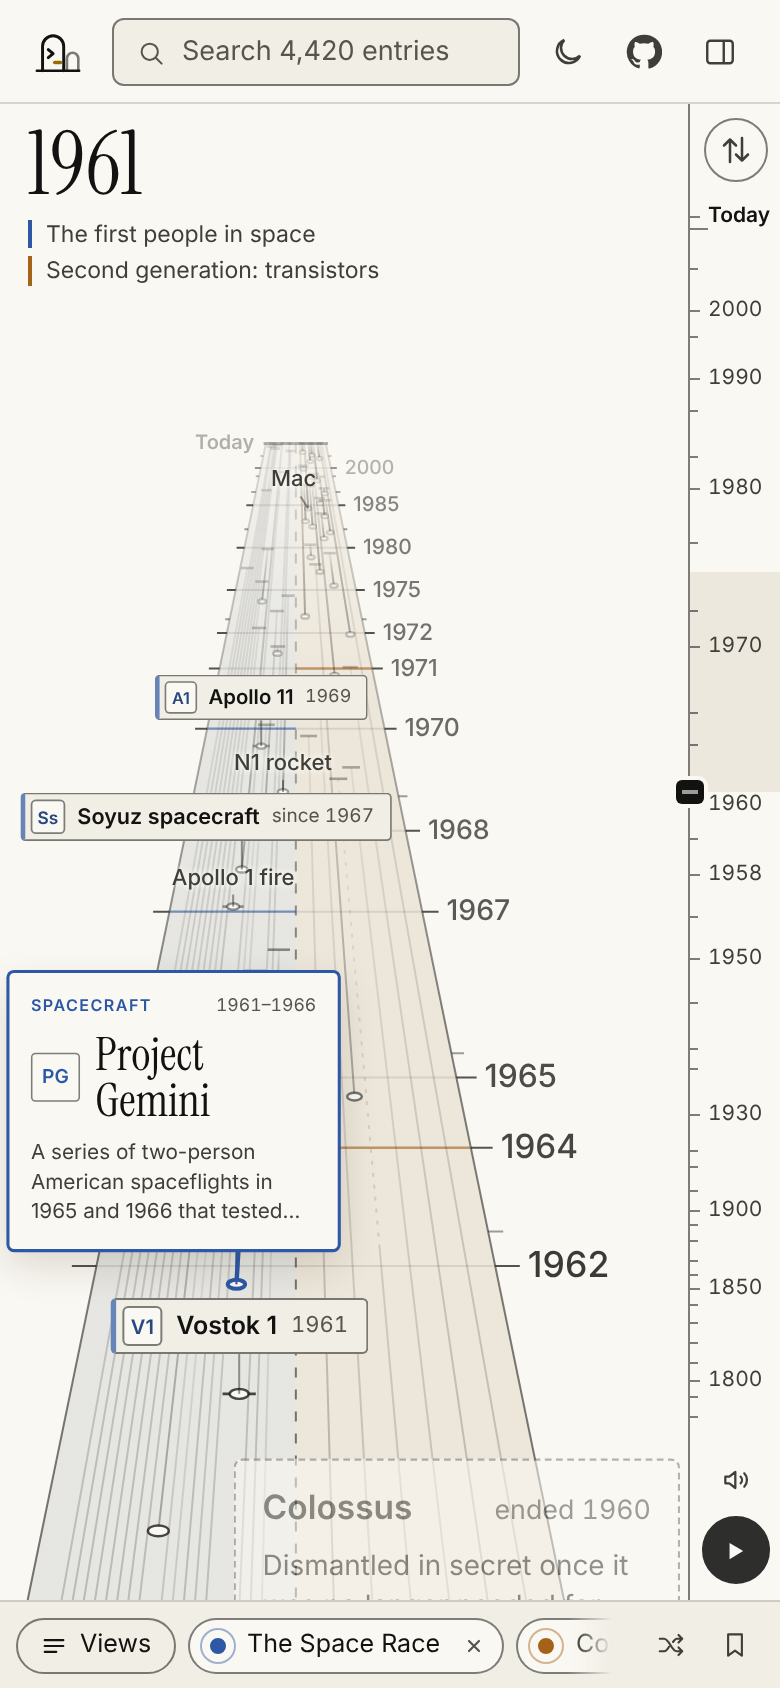 Search 4,420 entries
1961
The first people in space
Second generation: transistors
Today
2000
1990
1980
1970
1960
1958
1950
1930
1900
1850
1800
Today
2000
Mac
1985
1980
1975
1972
1971
A1 Apollo 11 1969
1970
N1 rocket
Ss Soyuz spacecraft since 1967
1968
Apollo 1 fire
1967
SPACECRAFT 1961–1966
PG Project
Gemini
A series of two-person
American spaceflights in
1965 and 1966 that tested...
1965
1964
1962
V1 Vostok 1 1961
Colossus ended 1960
Dismantled in secret once it
Views
The Space Race
Co